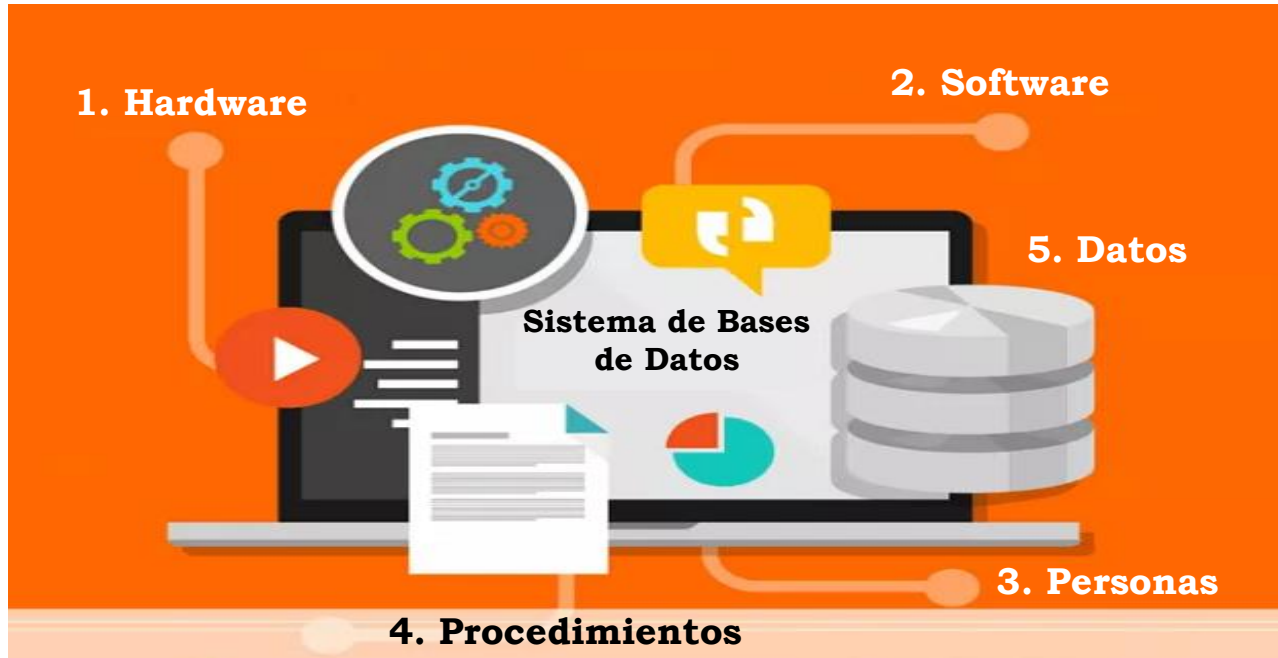 1. Hardware
2. Software
5. Datos
Sistema de Bases
de Datos
3. Personas
4. Procedimientos